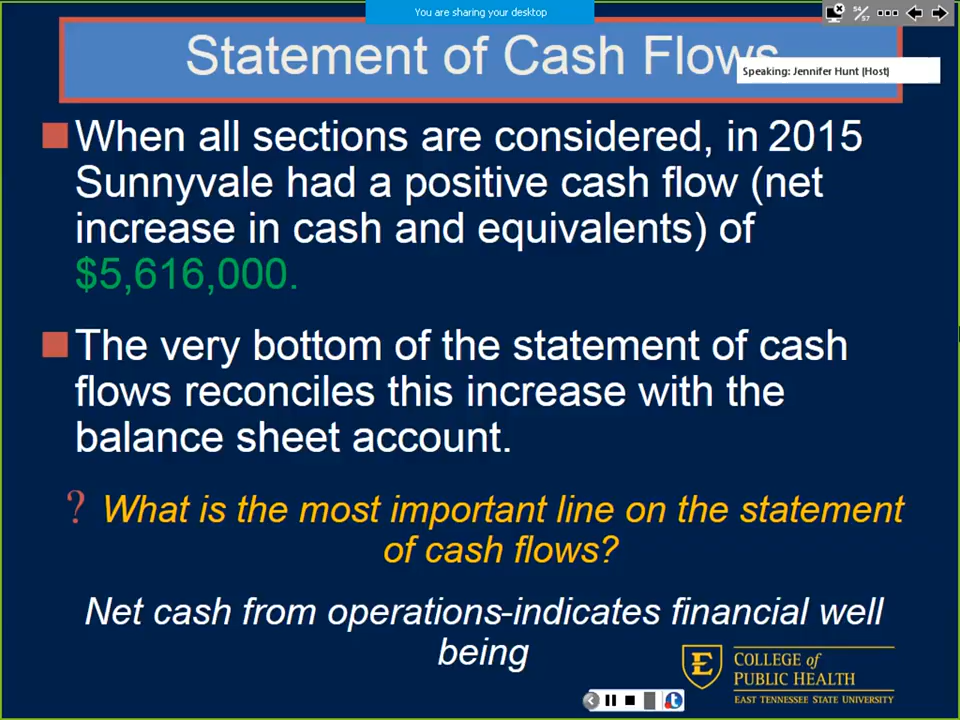 You are sharing your desktop
54/57
Statement of Cash Flows
Speaking: Jennifer Hunt (Host)
When all sections are considered, in 2015
Sunnyvale had a positive cash flow (net
increase in cash and equivalents) of
$5,616,000.
The very bottom of the statement of cash
flows reconciles this increase with the
balance sheet account.
? What is the most important line on the statement
of cash flows?
Net cash from operations-indicates financial well
being
E
COLLEGE of
PUBLIC HEALTH
EAST TENNESSEE STATE UNIVERSITY